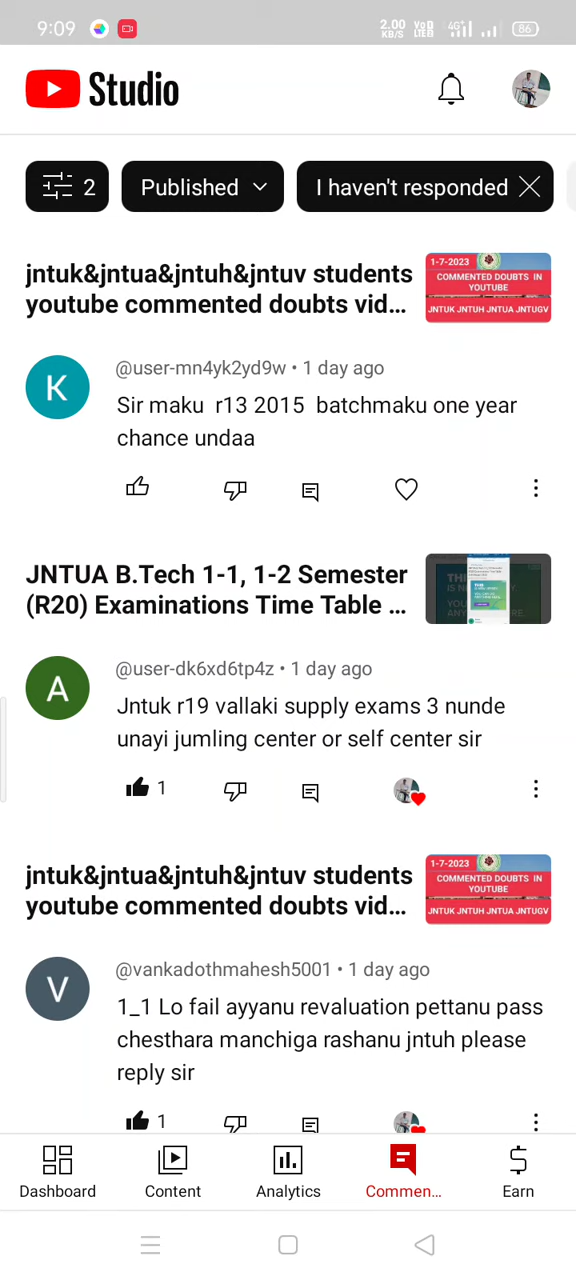 9:09
2.00 KB/S
4G+
86
Studio
2
Published
I haven't responded
jntuk&jntua&jntuh&jntuv students
youtube commented doubts vid...
1-7-2023
COMMENTED DOUBTS IN
YOUTUBE
JNTUK JNTUH JNTUA JNTUGV
@user-mn4yk2yd9w • 1 day ago
K
Sir maku r13 2015 batchmaku one year
chance undaa
JNTUA B.Tech 1-1, 1-2 Semester
(R20) Examinations Time Table ...
@user-dk6xd6tp4z • 1 day ago
A
Jntuk r19 vallaki supply exams 3 nunde
unayi jumling center or self center sir
1
jntuk&jntua&jntuh&jntuv students
youtube commented doubts vid...
1-7-2023
COMMENTED DOUBTS IN
YOUTUBE
JNTUK JNTUH JNTUA JNTUGV
@vankadothmahesh5001 • 1 day ago
V
1_1 Lo fail ayyanu revaluation pettanu pass
chesthara manchiga rashanu jntuh please
reply sir
1
Dashboard
Content
Analytics
Commen...
Earn